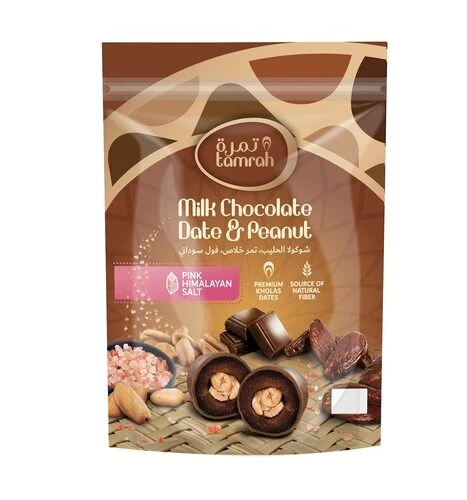 تمرة
tamrah
Milk Chocolate
Date & Peanut
شوكولا الحليب، تمر خلاص، فول سوداني
PINK
HIMALAYAN
SALT
PREMIUM
KHOLAS
DATES
SOURCE OF
NATURAL
FIBER